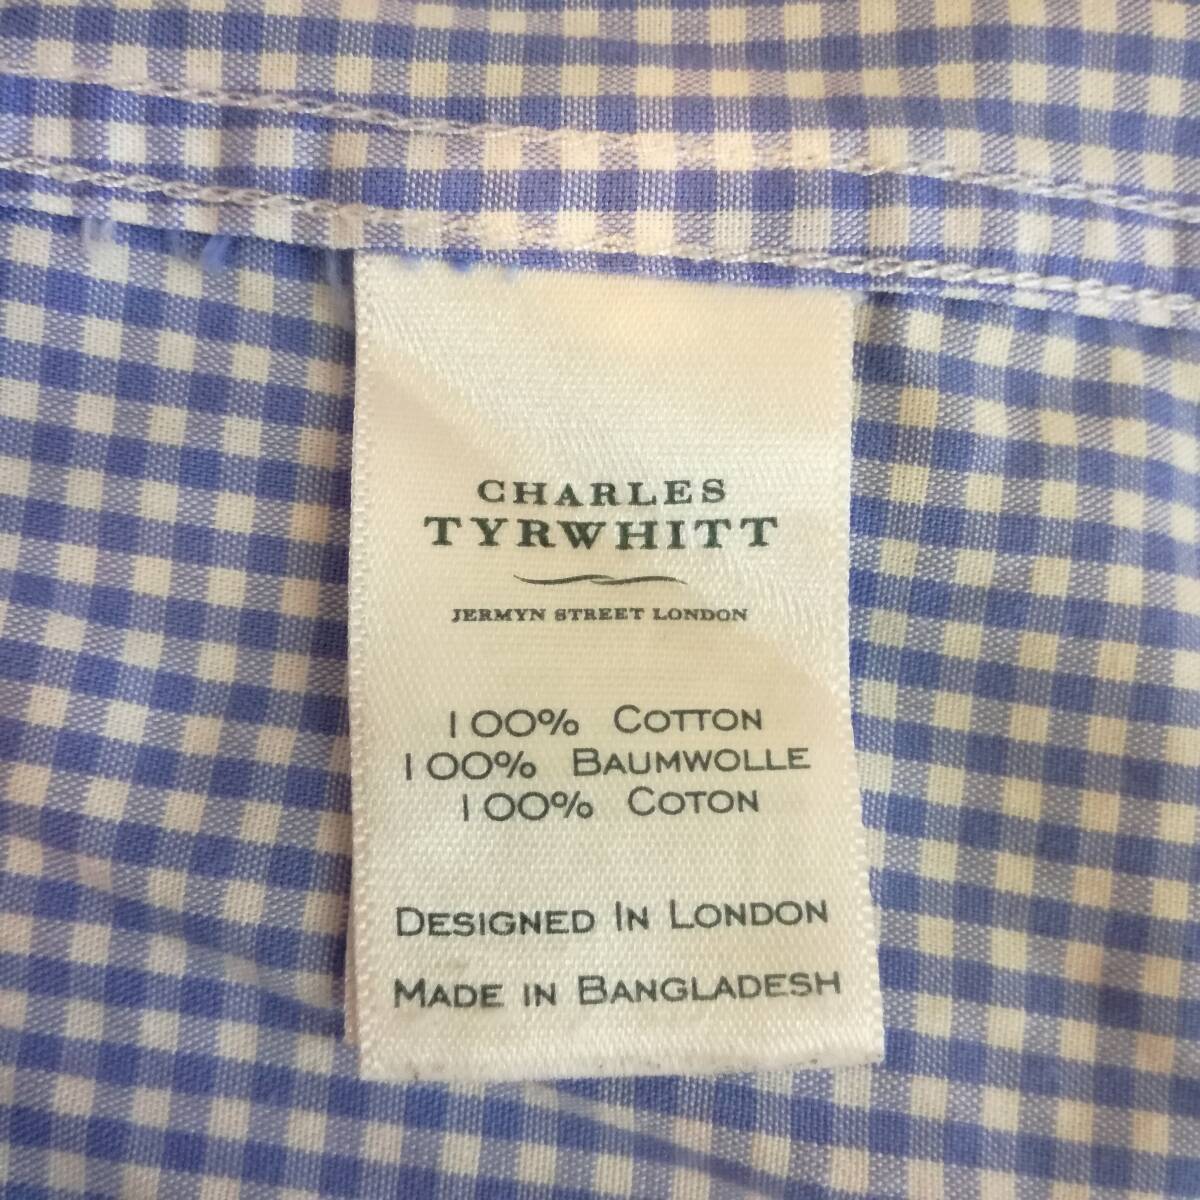 CHARLES
TYRWHITT
JERMYN STREET LONDON
100% COTTON
100% BAUMWOLLE
100% COTON
DESIGNED IN LONDON
MADE IN BANGLADESH